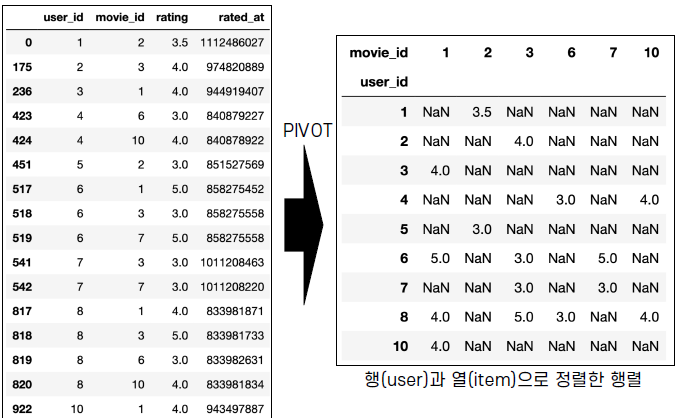 user_id movie_id rating rated_at
0 1 2 3.5 1112486027
175 2 3 4.0 974820889
236 3 1 4.0 944919407
423 4 6 3.0 840879227
424 4 10 4.0 840878922
451 5 2 3.0 851527569
517 6 1 5.0 858275452
518 6 3 3.0 858275558
519 6 7 5.0 858275558
541 7 3 3.0 1011208463
542 7 7 3.0 1011208220
817 8 1 4.0 833981871
818 8 3 5.0 833981733
819 8 6 3.0 833982631
820 8 10 4.0 833981834
922 10 1 4.0 943497887
PIVOT
movie_id 1 2 3 6 7 10
user_id
1 NaN 3.5 NaN NaN NaN NaN
2 NaN NaN 4.0 NaN NaN NaN
3 4.0 NaN NaN NaN NaN NaN
4 NaN NaN NaN 3.0 NaN 4.0
5 NaN 3.0 NaN NaN NaN NaN
6 5.0 NaN 3.0 NaN 5.0 NaN
7 NaN NaN 3.0 NaN 3.0 NaN
8 4.0 NaN 5.0 3.0 NaN 4.0
10 4.0 NaN NaN NaN NaN NaN
행(user)과 열(item)으로 정렬한 행렬